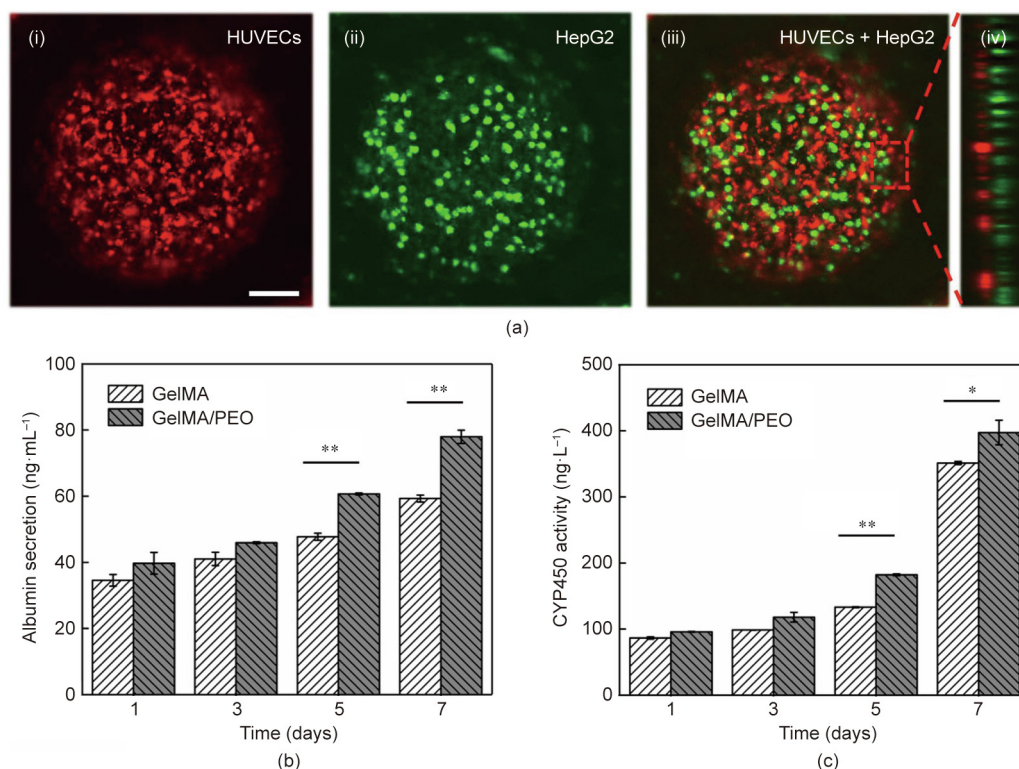 (i) HUVECs
(ii) HepG2
(iii) HUVECs + HepG2
(iv)
(a)
Albumin secretion (ng·mL⁻¹)
100
80
60
40
20
0
GelMA
GelMA/PEO
**
**
1 3 5 7
Time (days)
(b)
CYP450 activity (ng·L⁻¹)
500
400
300
200
100
0
GelMA
GelMA/PEO
**
*
1 3 5 7
Time (days)
(c)